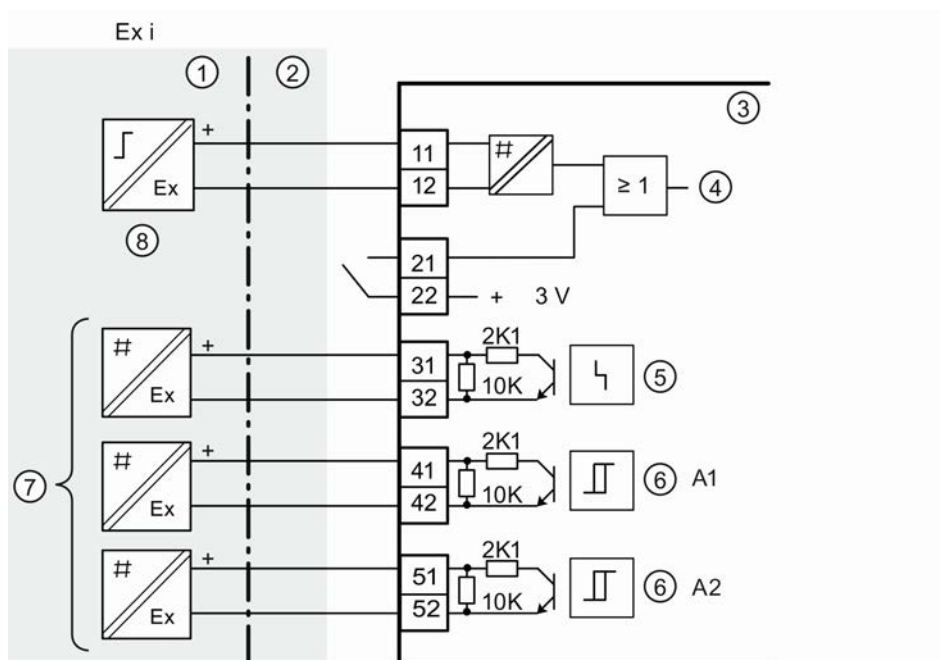 Ex i
① ②
③
+
Ex
⑧
11
12
#
≥ 1
④
21
22
+ 3 V
#
+
Ex
31
32
2K1
10K
⑤
⑦
#
+
Ex
41
42
2K1
10K
⑥ A1
#
+
Ex
51
52
2K1
10K
⑥ A2